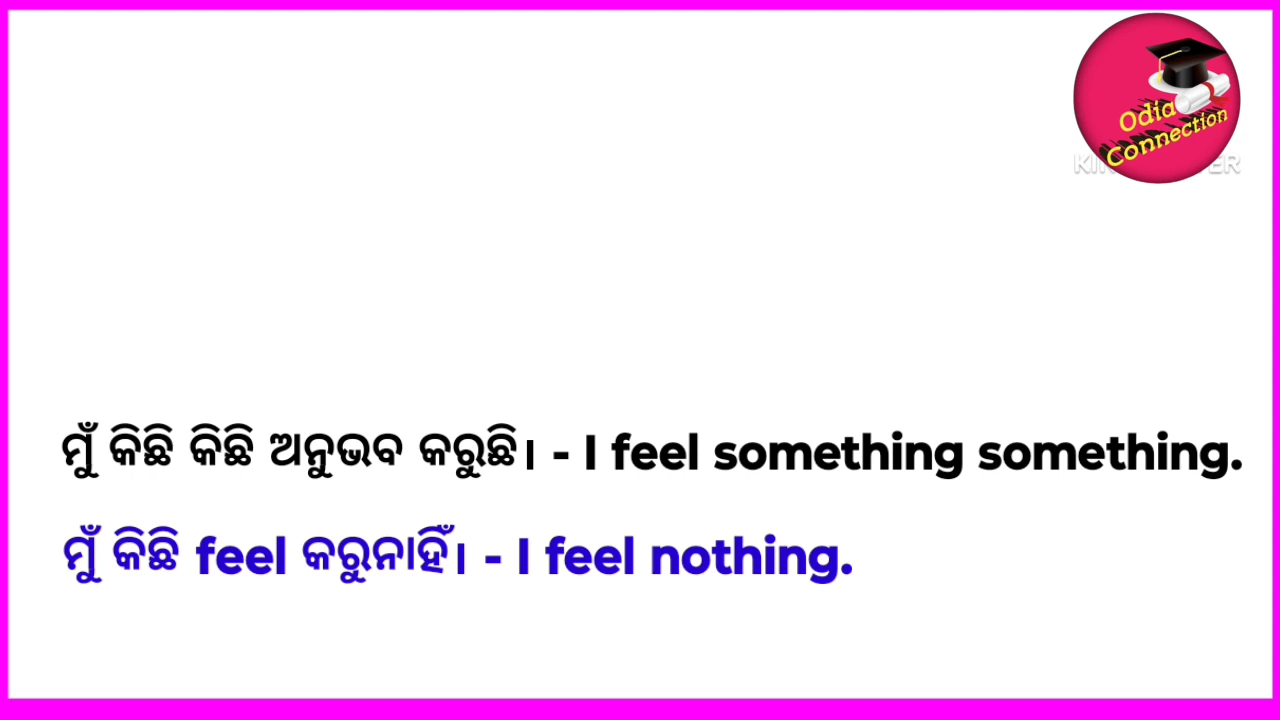 Odia
Connection
ମୁଁ କିଛି କିଛି ଅନୁଭବ କରୁଛି। - I feel something something.
ମୁଁ କିଛି feel କରୁନାହିଁ। - I feel nothing.